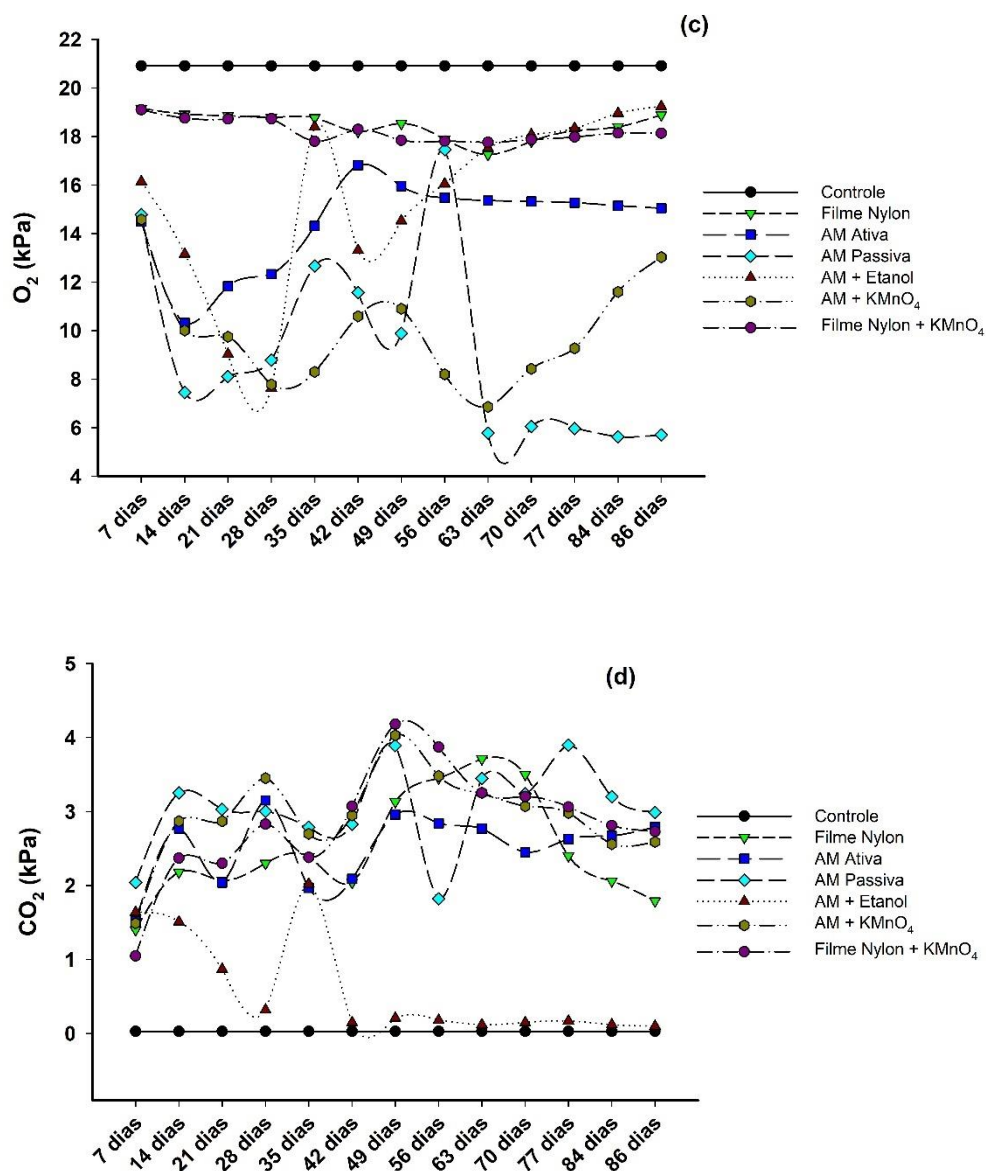 (c)
O₂ (kPa)
22
20
18
16
14
12
10
8
6
4
7 dias
14 dias
21 dias
28 dias
35 dias
42 dias
49 dias
56 dias
63 dias
70 dias
77 dias
84 dias
86 dias
Controle
Filme Nylon
AM Ativa
AM Passiva
AM + Etanol
AM + KMnO₄
Filme Nylon + KMnO₄
(d)
CO₂ (kPa)
5
4
3
2
1
0
7 dias
14 dias
21 dias
28 dias
35 dias
42 dias
49 dias
56 dias
63 dias
70 dias
77 dias
84 dias
86 dias
Controle
Filme Nylon
AM Ativa
AM Passiva
AM + Etanol
AM + KMnO₄
Filme Nylon + KMnO₄